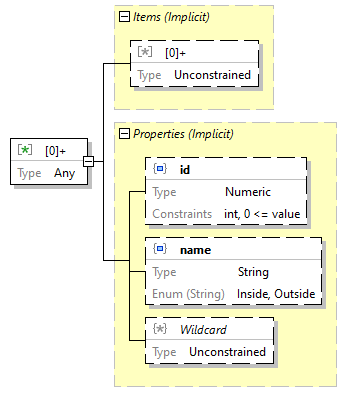 Items (Implicit)
[*] [0]+
Type Unconstrained
[*] [0]+
Type Any
Properties (Implicit)
id
Type Numeric
Constraints int, 0 <= value
name
Type String
Enum (String) Inside, Outside
{*} Wildcard
Type Unconstrained